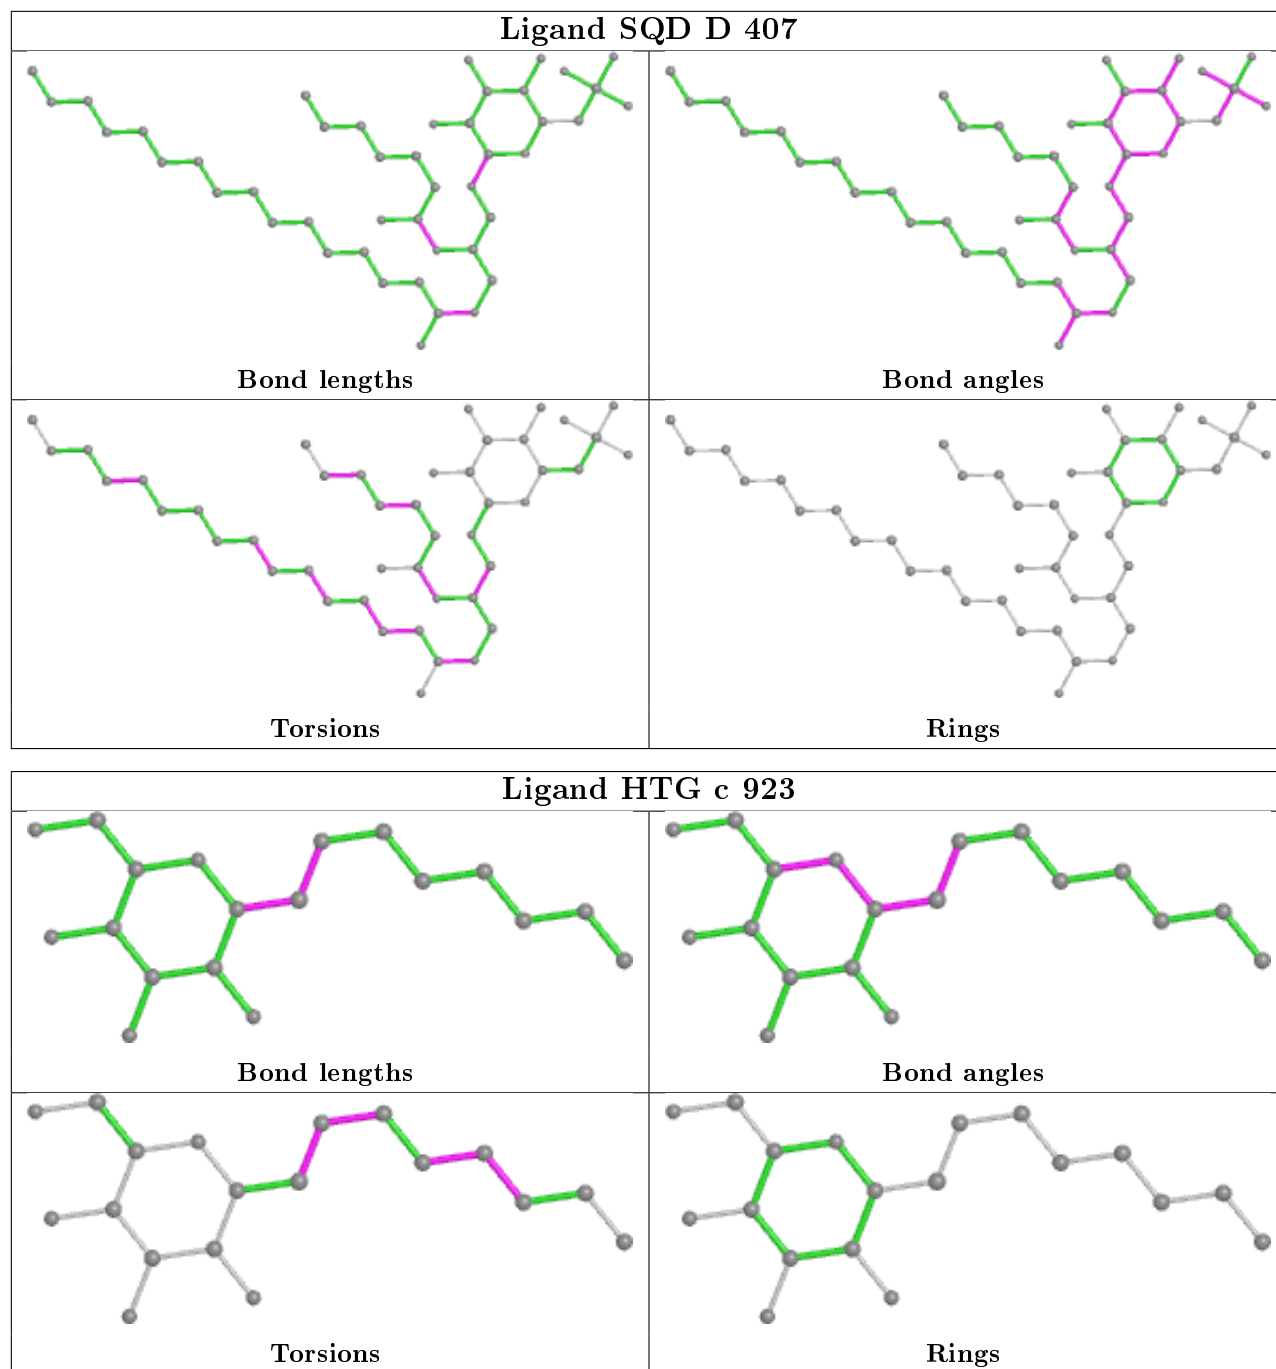 Ligand SQD D 407
Bond lengths
Bond angles
Torsions
Rings
Ligand HTG c 923
Bond lengths
Bond angles
Torsions
Rings